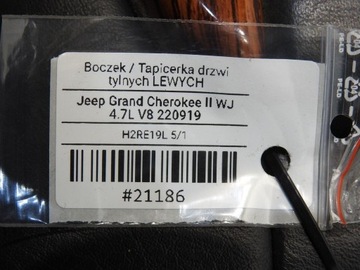 Boczek / Tapicerka drzwi
tylnych LEWYCH
Jeep Grand Cherokee II WJ
4.7L V8 220919
H2RE19L 5/1
#21186